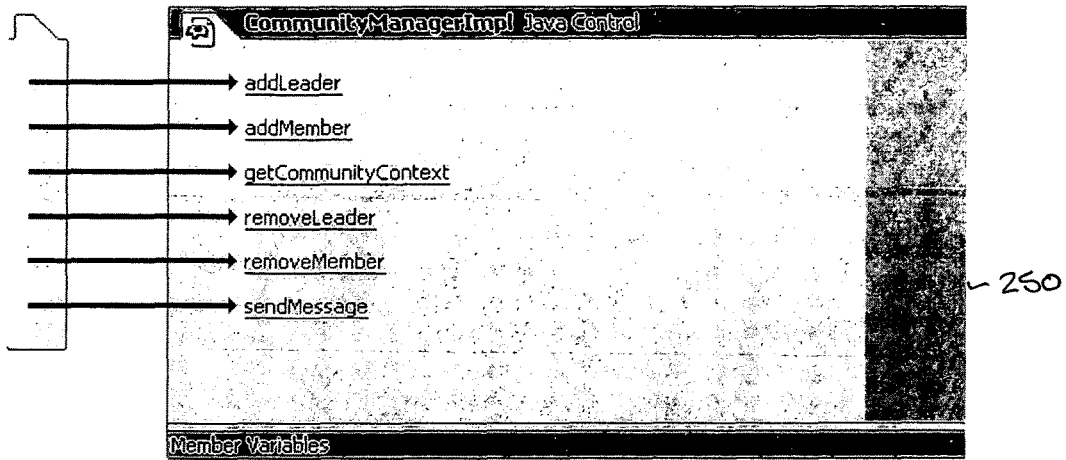 CommunityManagerImpl Java Control
addLeader
addMember
getCommunityContext
removeLeader
removeMember
sendMessage
250
Member Variables